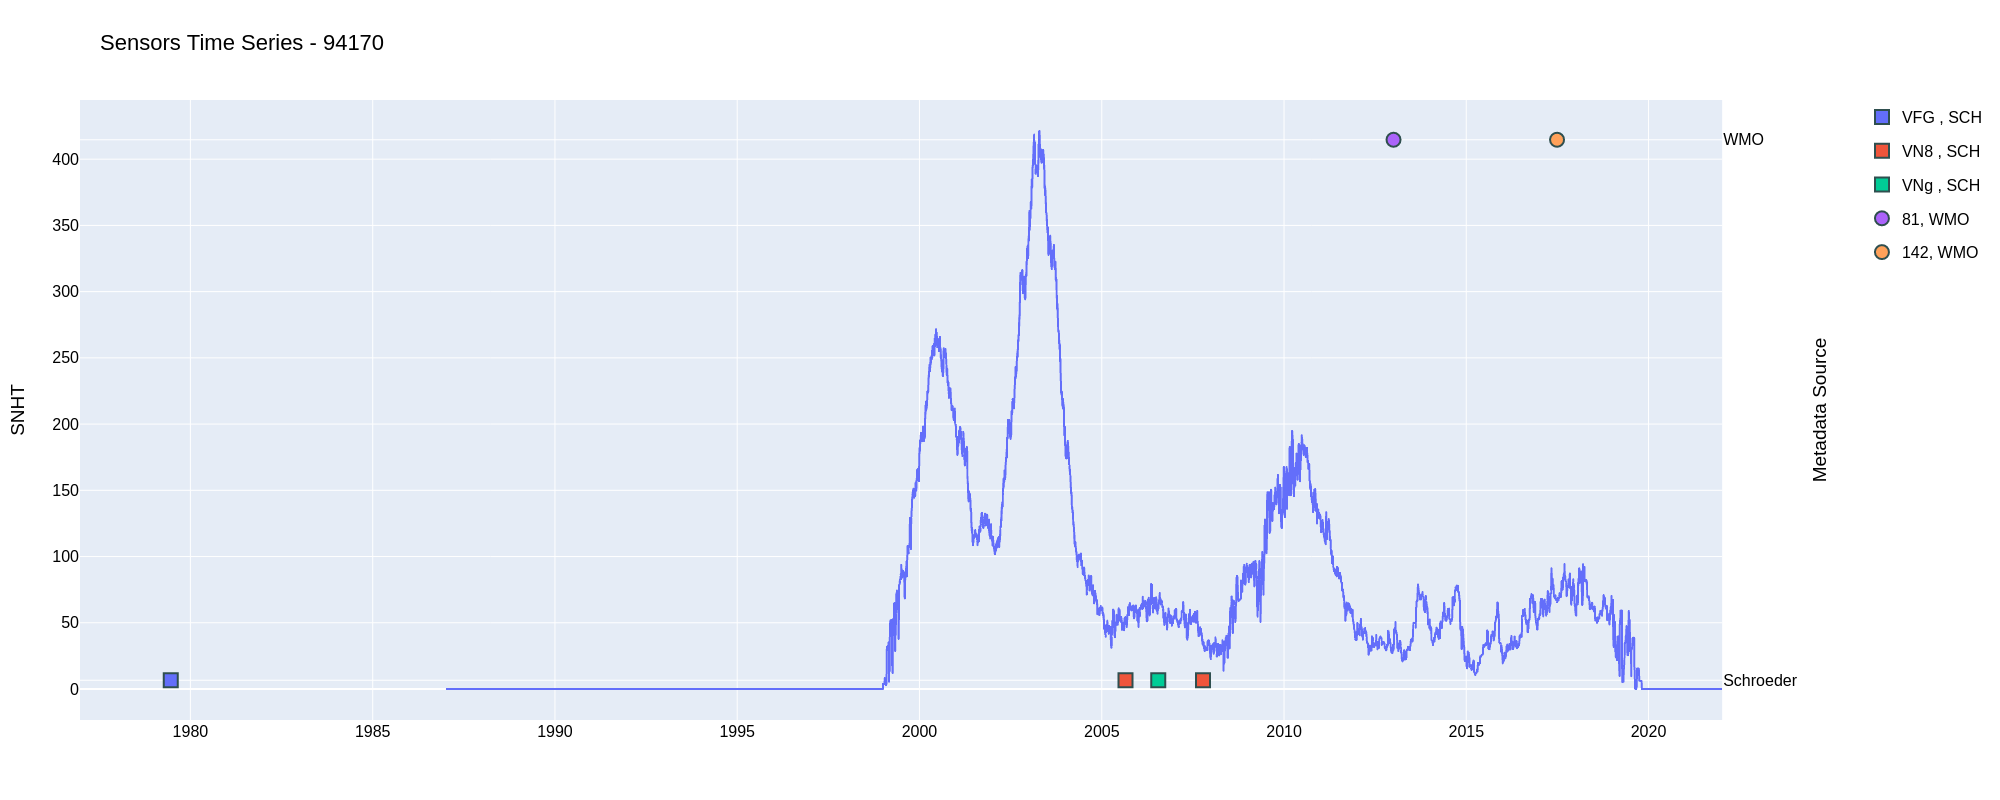 Sensors Time Series - 94170
WMO
Schroeder
400
350
300
250
200
150
100
50
0
SNHT
Metadata Source
1980
1985
1990
1995
2000
2005
2010
2015
2020
VFG , SCH
VN8 , SCH
VNg , SCH
81, WMO
142, WMO